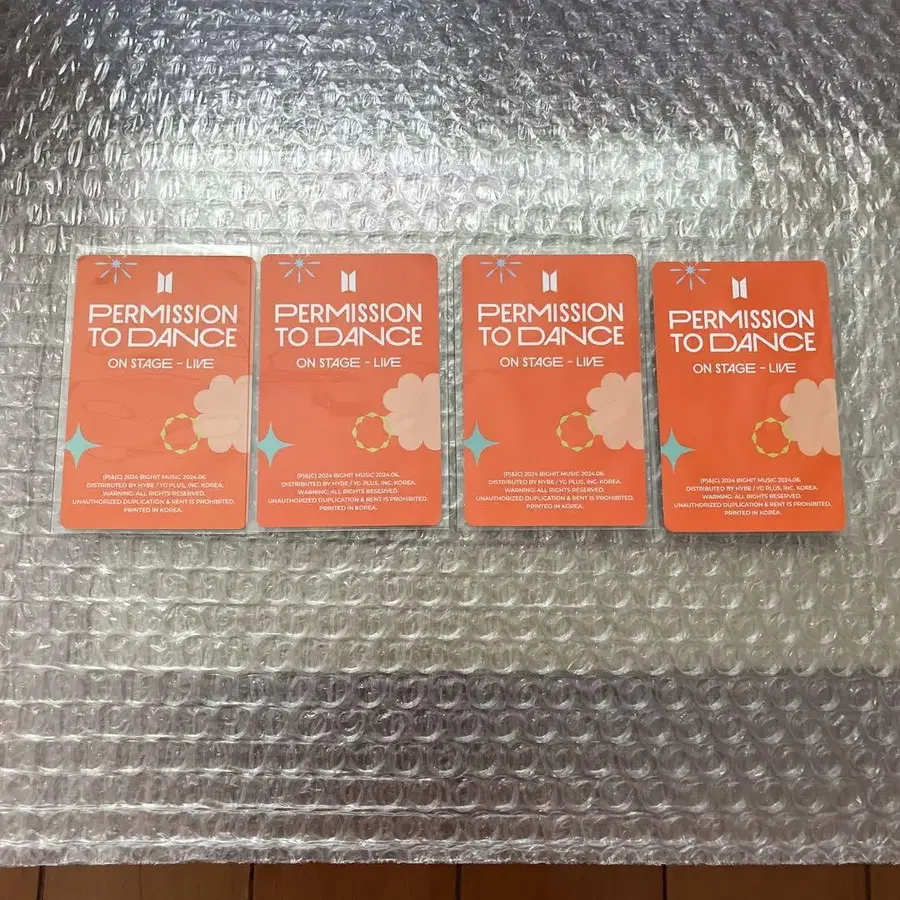 PERMISSION
TO DANCE
ON STAGE - LIVE
(P)&(C) 2024 BIGHIT MUSIC 2024.06.
DISTRIBUTED BY HYBE / YG PLUS, INC. KOREA.
WARNING: ALL RIGHTS RESERVED.
UNAUTHORIZED DUPLICATION & RENT IS PROHIBITED.
PRINTED IN KOREA.
PERMISSION
TO DANCE
ON STAGE - LIVE
(P)&(C) 2024 BIGHIT MUSIC 2024.06.
DISTRIBUTED BY HYBE / YG PLUS, INC. KOREA.
WARNING: ALL RIGHTS RESERVED.
UNAUTHORIZED DUPLICATION & RENT IS PROHIBITED.
PRINTED IN KOREA.
PERMISSION
TO DANCE
ON STAGE - LIVE
(P)&(C) 2024 BIGHIT MUSIC 2024.06.
DISTRIBUTED BY HYBE / YG PLUS, INC. KOREA.
WARNING: ALL RIGHTS RESERVED.
UNAUTHORIZED DUPLICATION & RENT IS PROHIBITED.
PRINTED IN KOREA.
PERMISSION
TO DANCE
ON STAGE - LIVE
(P)&(C) 2024 BIGHIT MUSIC 2024.06.
DISTRIBUTED BY HYBE / YG PLUS, INC. KOREA.
WARNING: ALL RIGHTS RESERVED.
UNAUTHORIZED DUPLICATION & RENT IS PROHIBITED.
PRINTED IN KOREA.